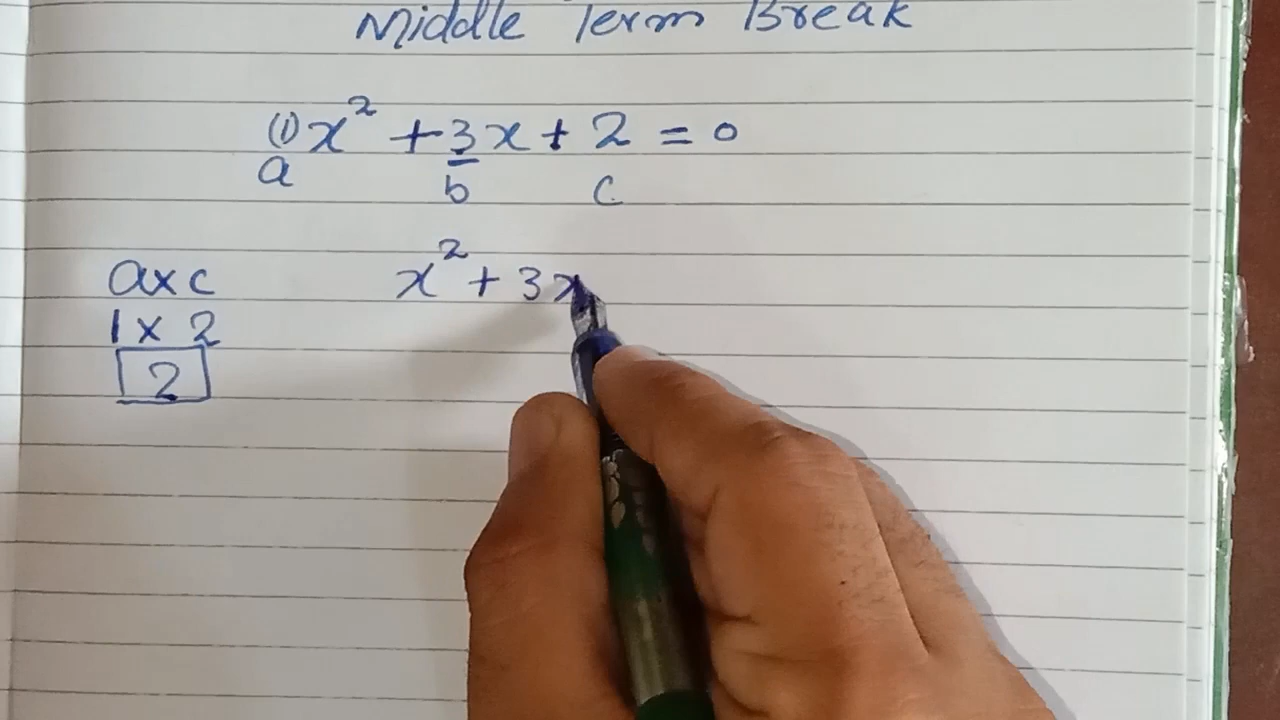 Middle Term Break
(1)x² + 3x + 2 = 0
a b c
a x c x² + 3x
1 x 2
2